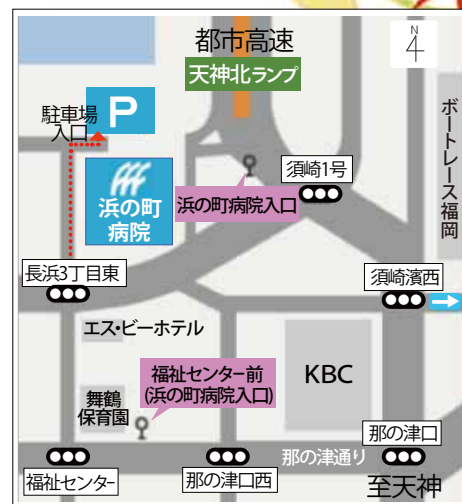 都市高速
天神北ランプ
N
4
駐車場
入口
P
浜の町
病院
浜の町病院入口
須崎1号
ボートレース福岡
長浜3丁目東
須崎濱西
エス・ビーホテル
福祉センター前
(浜の町病院入口)
KBC
舞鶴
保育園
那の津通り
那の津口
福祉センター
那の津口西
至天神